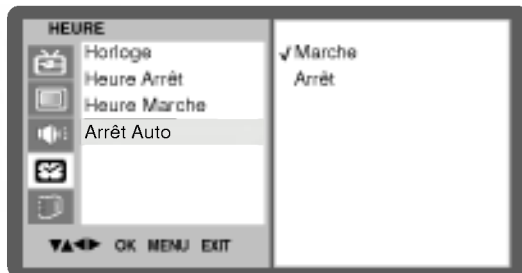 HEURE
Horloge
Heure Arrêt
Heure Marche
Arrêt Auto
√ Marche
Arrêt
▼▲◄► OK MENU EXIT